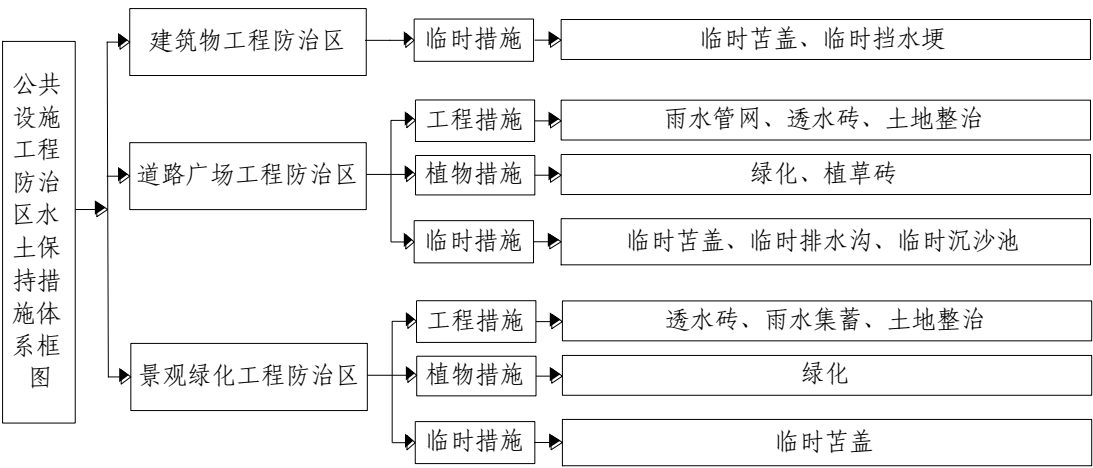 公共
设施
工程
防治
区水
土保
持措
施体
系框
图
建筑物工程防治区
临时措施
临时苫盖、临时挡水埂
道路广场工程防治区
工程措施
雨水管网、透水砖、土地整治
植物措施
绿化、植草砖
临时措施
临时苫盖、临时排水沟、临时沉沙池
景观绿化工程防治区
工程措施
透水砖、雨水集蓄、土地整治
植物措施
绿化
临时措施
临时苫盖